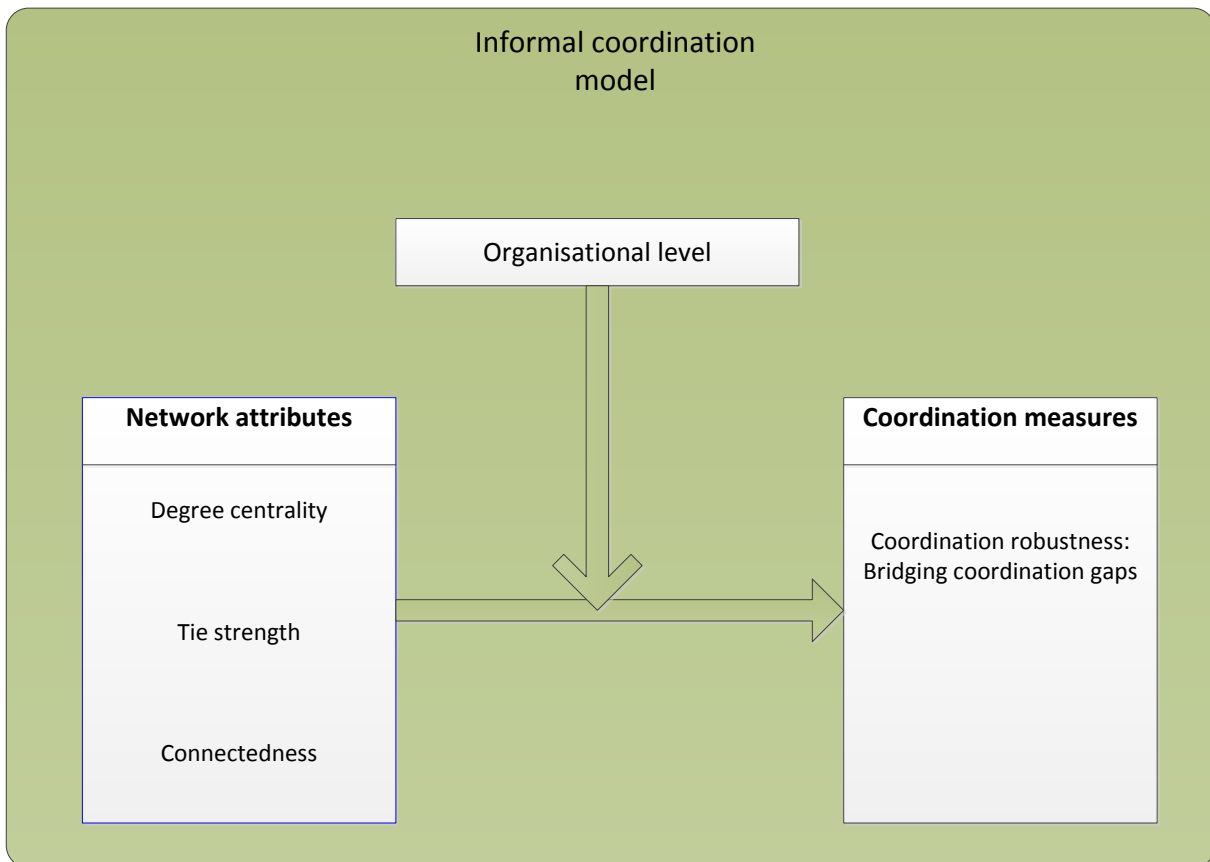 Informal coordination
model
Organisational level
Network attributes
Degree centrality
Tie strength
Connectedness
Coordination measures
Coordination robustness:
Bridging coordination gaps